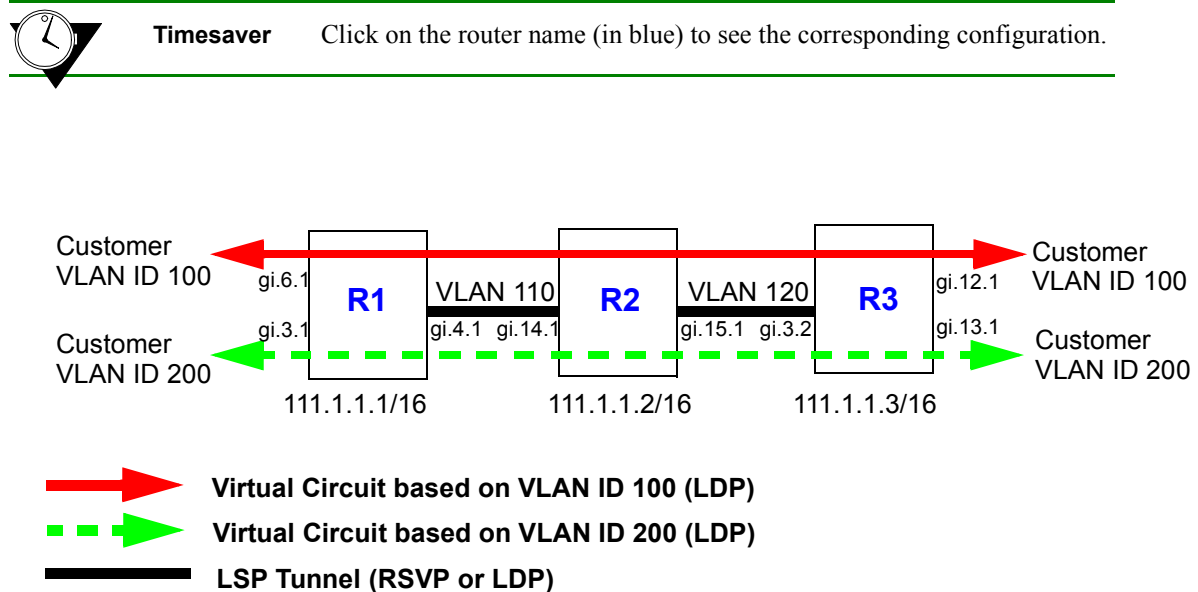 Timesaver Click on the router name (in blue) to see the corresponding configuration.
Customer
VLAN ID 100
gi.6.1
R1
VLAN 110
R2
VLAN 120
R3
gi.12.1
Customer
VLAN ID 100
Customer
VLAN ID 200
gi.3.1
gi.4.1 gi.14.1
gi.15.1 gi.3.2
gi.13.1
Customer
VLAN ID 200
111.1.1.1/16
111.1.1.2/16
111.1.1.3/16
Virtual Circuit based on VLAN ID 100 (LDP)
Virtual Circuit based on VLAN ID 200 (LDP)
LSP Tunnel (RSVP or LDP)